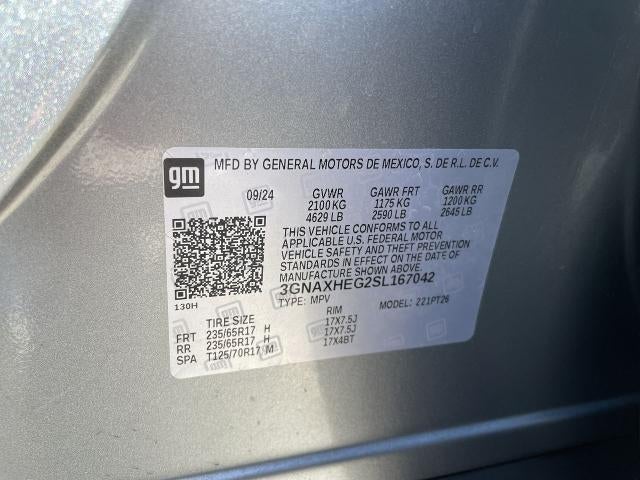 gm
MFD BY GENERAL MOTORS DE MEXICO, S. DE R.L. DE C.V.
09/24 GVWR GAWR FRT GAWR RR
2100 KG 1175 KG 1200 KG
4629 LB 2590 LB 2645 LB
THIS VEHICLE CONFORMS TO ALL
APPLICABLE U.S. FEDERAL MOTOR
VEHICLE SAFETY AND THEFT PREVENTION
STANDARDS IN EFFECT ON THE DATE OF
MANUFACTURE SHOWN ABOVE.
3GNAXHEG2SL167042
130H TYPE: MPV MODEL: 221PT26
TIRE SIZE RIM
FRT 235/65R17 H 17X7.5J
RR 235/65R17 H 17X7.5J
SPA T125/70R17 M 17X4BT